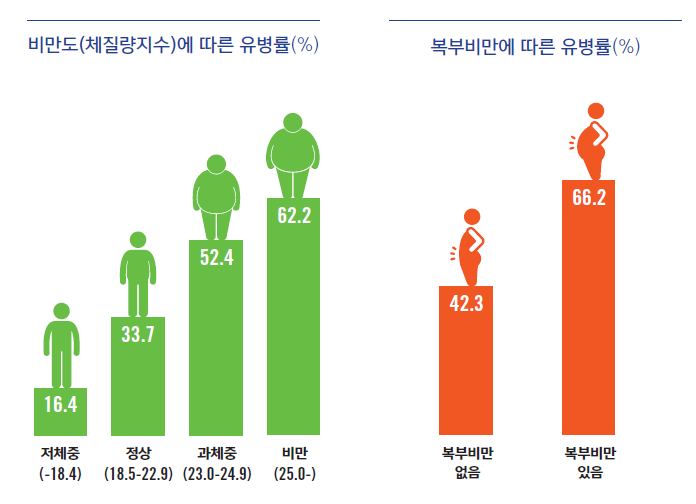 비만도(체질량지수)에 따른 유병률(%)
16.4
33.7
52.4
62.2
저체중
(-18.4)
정상
(18.5-22.9)
과체중
(23.0-24.9)
비만
(25.0-)
복부비만에 따른 유병률(%)
42.3
66.2
복부비만
없음
복부비만
있음